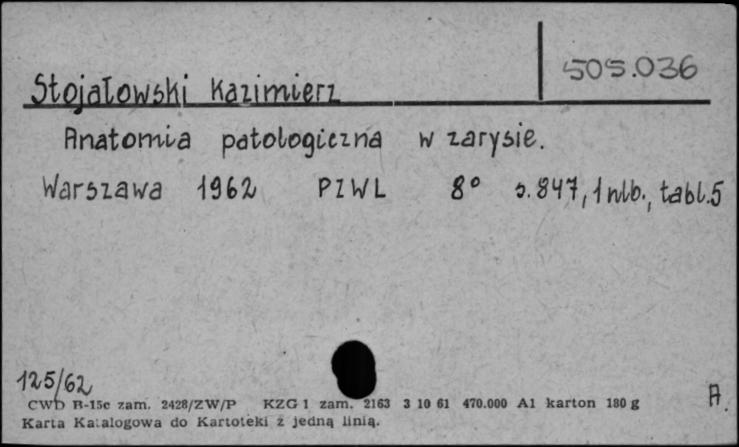 505.036
Stojałowski Kazimierz
Anatomia patologiczna w zarysie.
Warszawa 1962 PZWL 8° s. 847, 1 nlb., tabl. 5
125/62
A
CWD B-15c zam. 2428/ZW/P KZG 1 zam. 2163 3 10 61 470.000 A1 karton 180 g
Karta Katalogowa do Kartoteki z jedną linią.